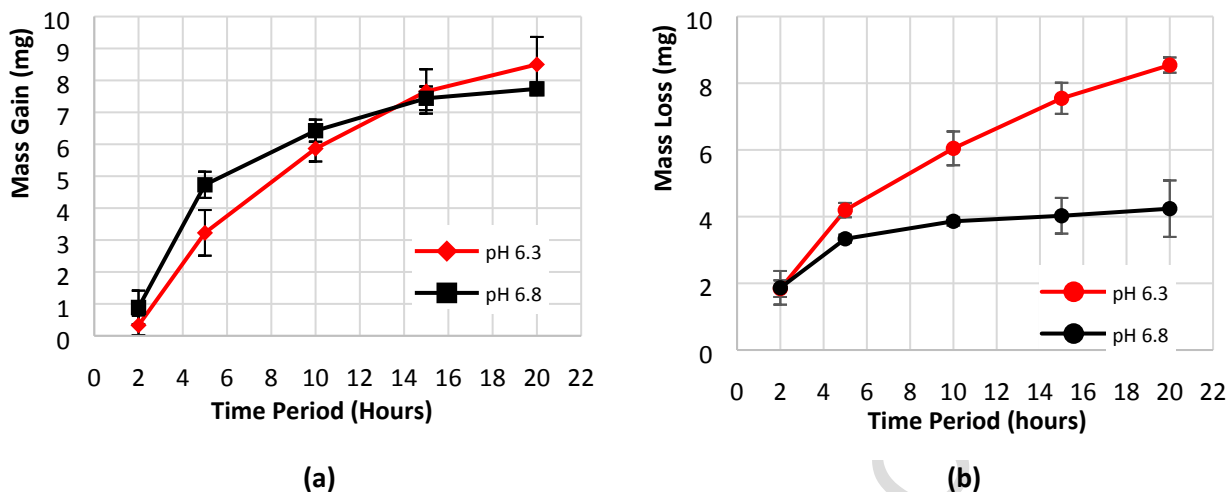 Mass Gain (mg)
10
9
8
7
6
5
4
3
2
1
0
pH 6.3
pH 6.8
0 2 4 6 8 10 12 14 16 18 20 22
Time Period (Hours)
(a)
Mass Loss (mg)
10
8
6
4
2
0
pH 6.3
pH 6.8
0 2 4 6 8 10 12 14 16 18 20 22
Time Period (hours)
(b)